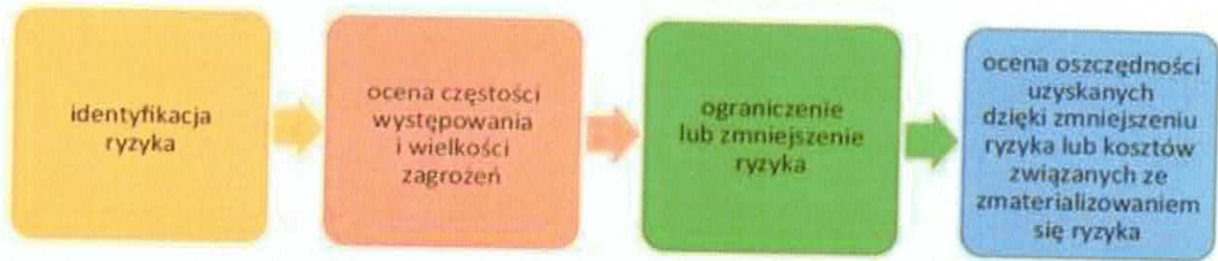 identyfikacja
ryzyka
ocena częstości
występowania
i wielkości
zagrożeń
ograniczenie
lub zmniejszenie
ryzyka
ocena oszczędności
uzyskanych
dzięki zmniejszeniu
ryzyka lub kosztów
związanych ze
zmaterializowaniem
się ryzyka